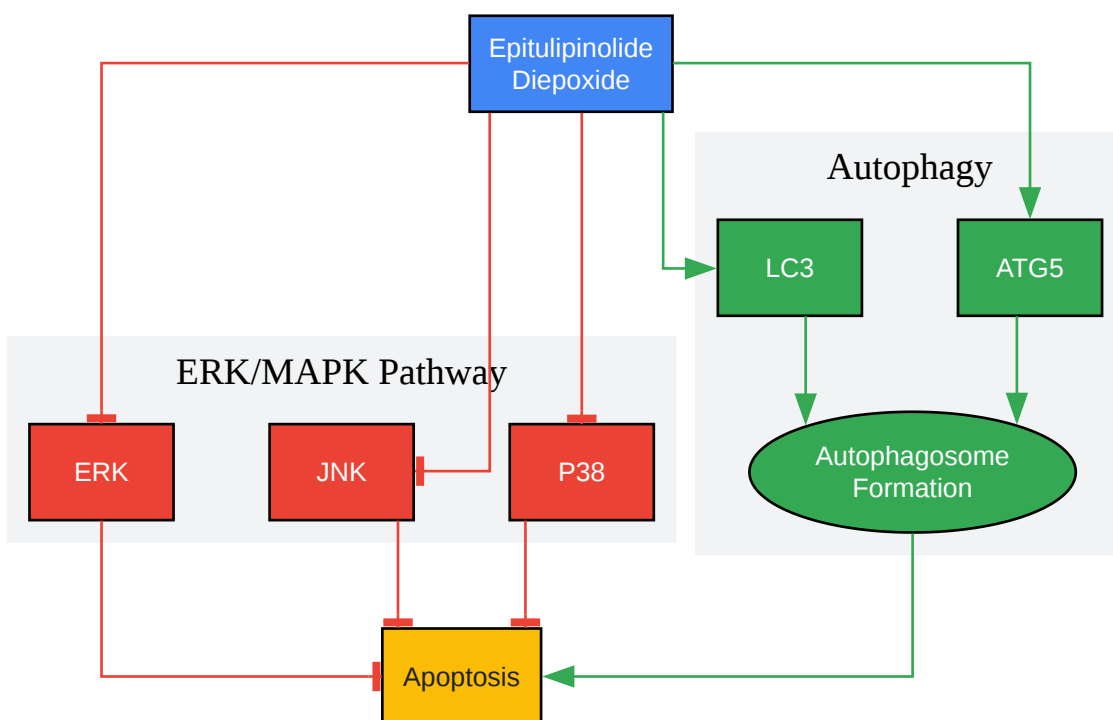 Epitulipinolide
Diepoxide
Autophagy
LC3
ATG5
ERK/MAPK Pathway
ERK
JNK
P38
Autophagosome
Formation
Apoptosis